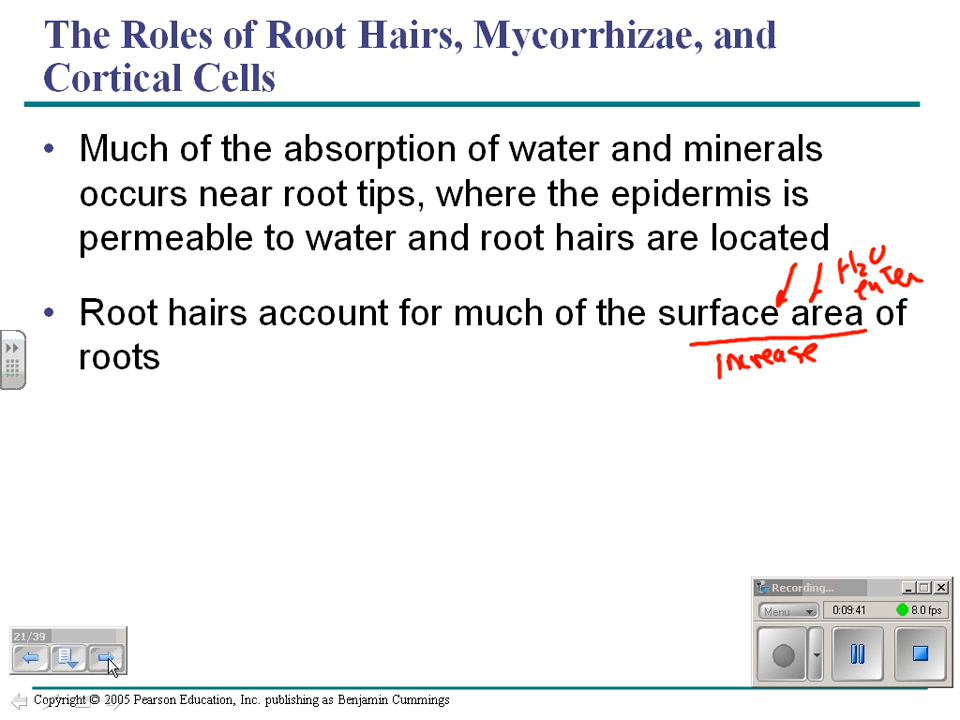 The Roles of Root Hairs, Mycorrhizae, and
Cortical Cells
• Much of the absorption of water and minerals
occurs near root tips, where the epidermis is
permeable to water and root hairs are located
H2O
enter
• Root hairs account for much of the surface area of
roots
increase
Recording...
Menu
0:09:41
8.0 fps
21/39
Copyright © 2005 Pearson Education, Inc. publishing as Benjamin Cummings